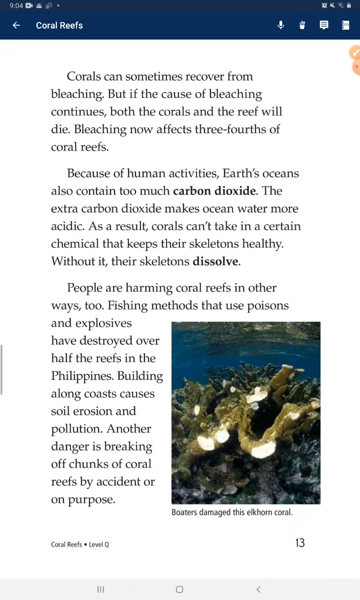 9:04
Coral Reefs
Corals can sometimes recover from
bleaching. But if the cause of bleaching
continues, both the corals and the reef will
die. Bleaching now affects three-fourths of
coral reefs.
Because of human activities, Earth's oceans
also contain too much carbon dioxide. The
extra carbon dioxide makes ocean water more
acidic. As a result, corals can't take in a certain
chemical that keeps their skeletons healthy.
Without it, their skeletons dissolve.
People are harming coral reefs in other
ways, too. Fishing methods that use poisons
and explosives
have destroyed over
half the reefs in the
Philippines. Building
along coasts causes
soil erosion and
pollution. Another
danger is breaking
off chunks of coral
reefs by accident or
on purpose.
Boaters damaged this elkhorn coral.
Coral Reefs • Level Q
13